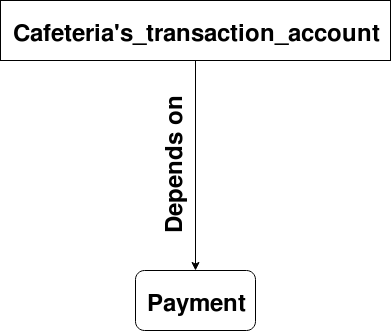 Cafeteria's_transaction_account
Depends on
Payment